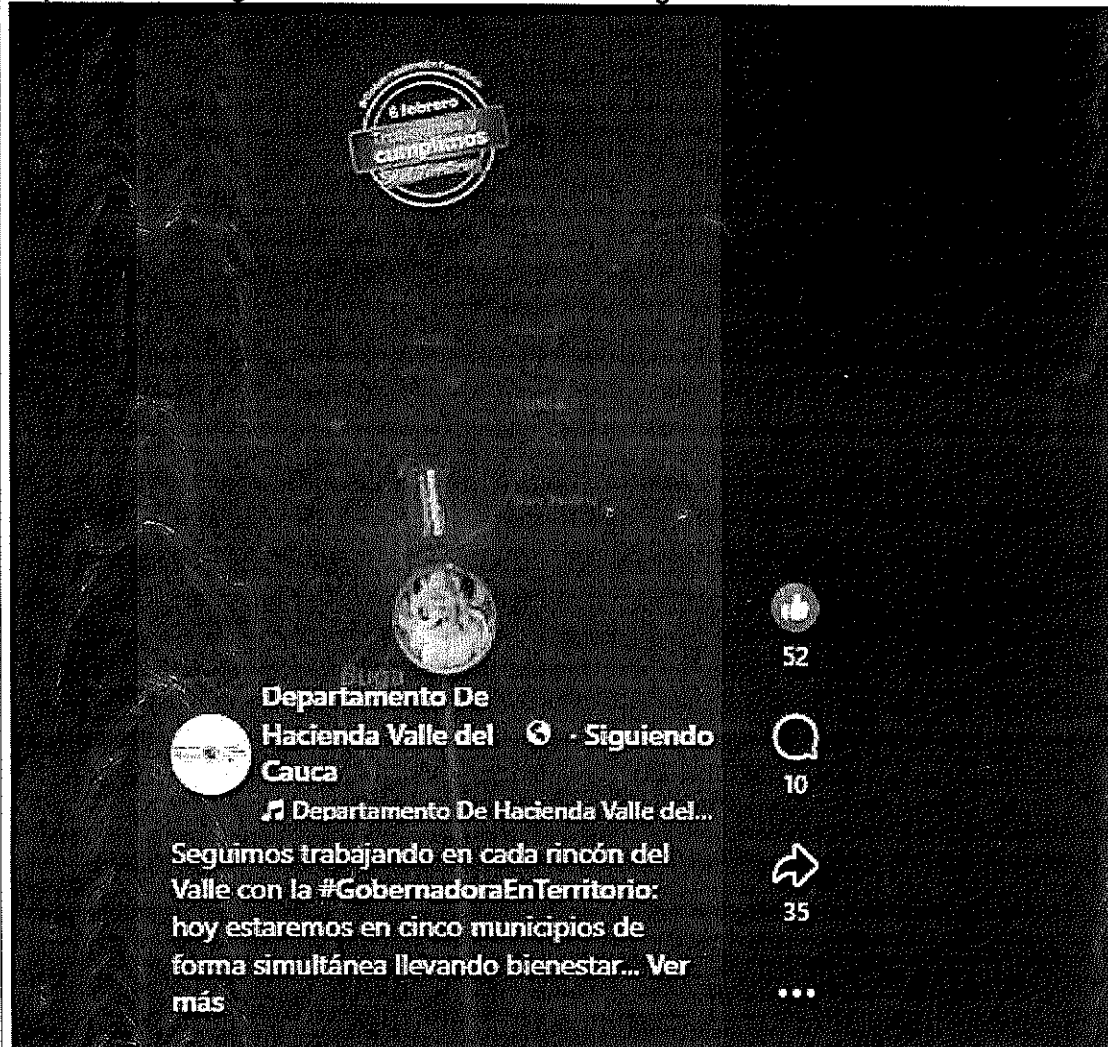 6 febrero
cumplimos
Departamento De
Hacienda Valle del · Siguiendo
Cauca
Departamento De Hacienda Valle del...
Seguimos trabajando en cada rincón del
Valle con la #GobernadoraEnTerritorio:
hoy estaremos en cinco municipios de
forma simultánea llevando bienestar... Ver
más
52
10
35